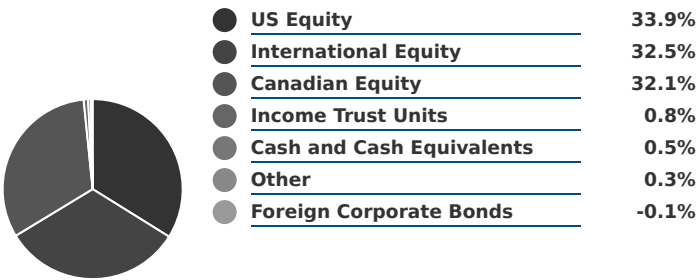 US Equity 33.9%
International Equity 32.5%
Canadian Equity 32.1%
Income Trust Units 0.8%
Cash and Cash Equivalents 0.5%
Other 0.3%
Foreign Corporate Bonds -0.1%